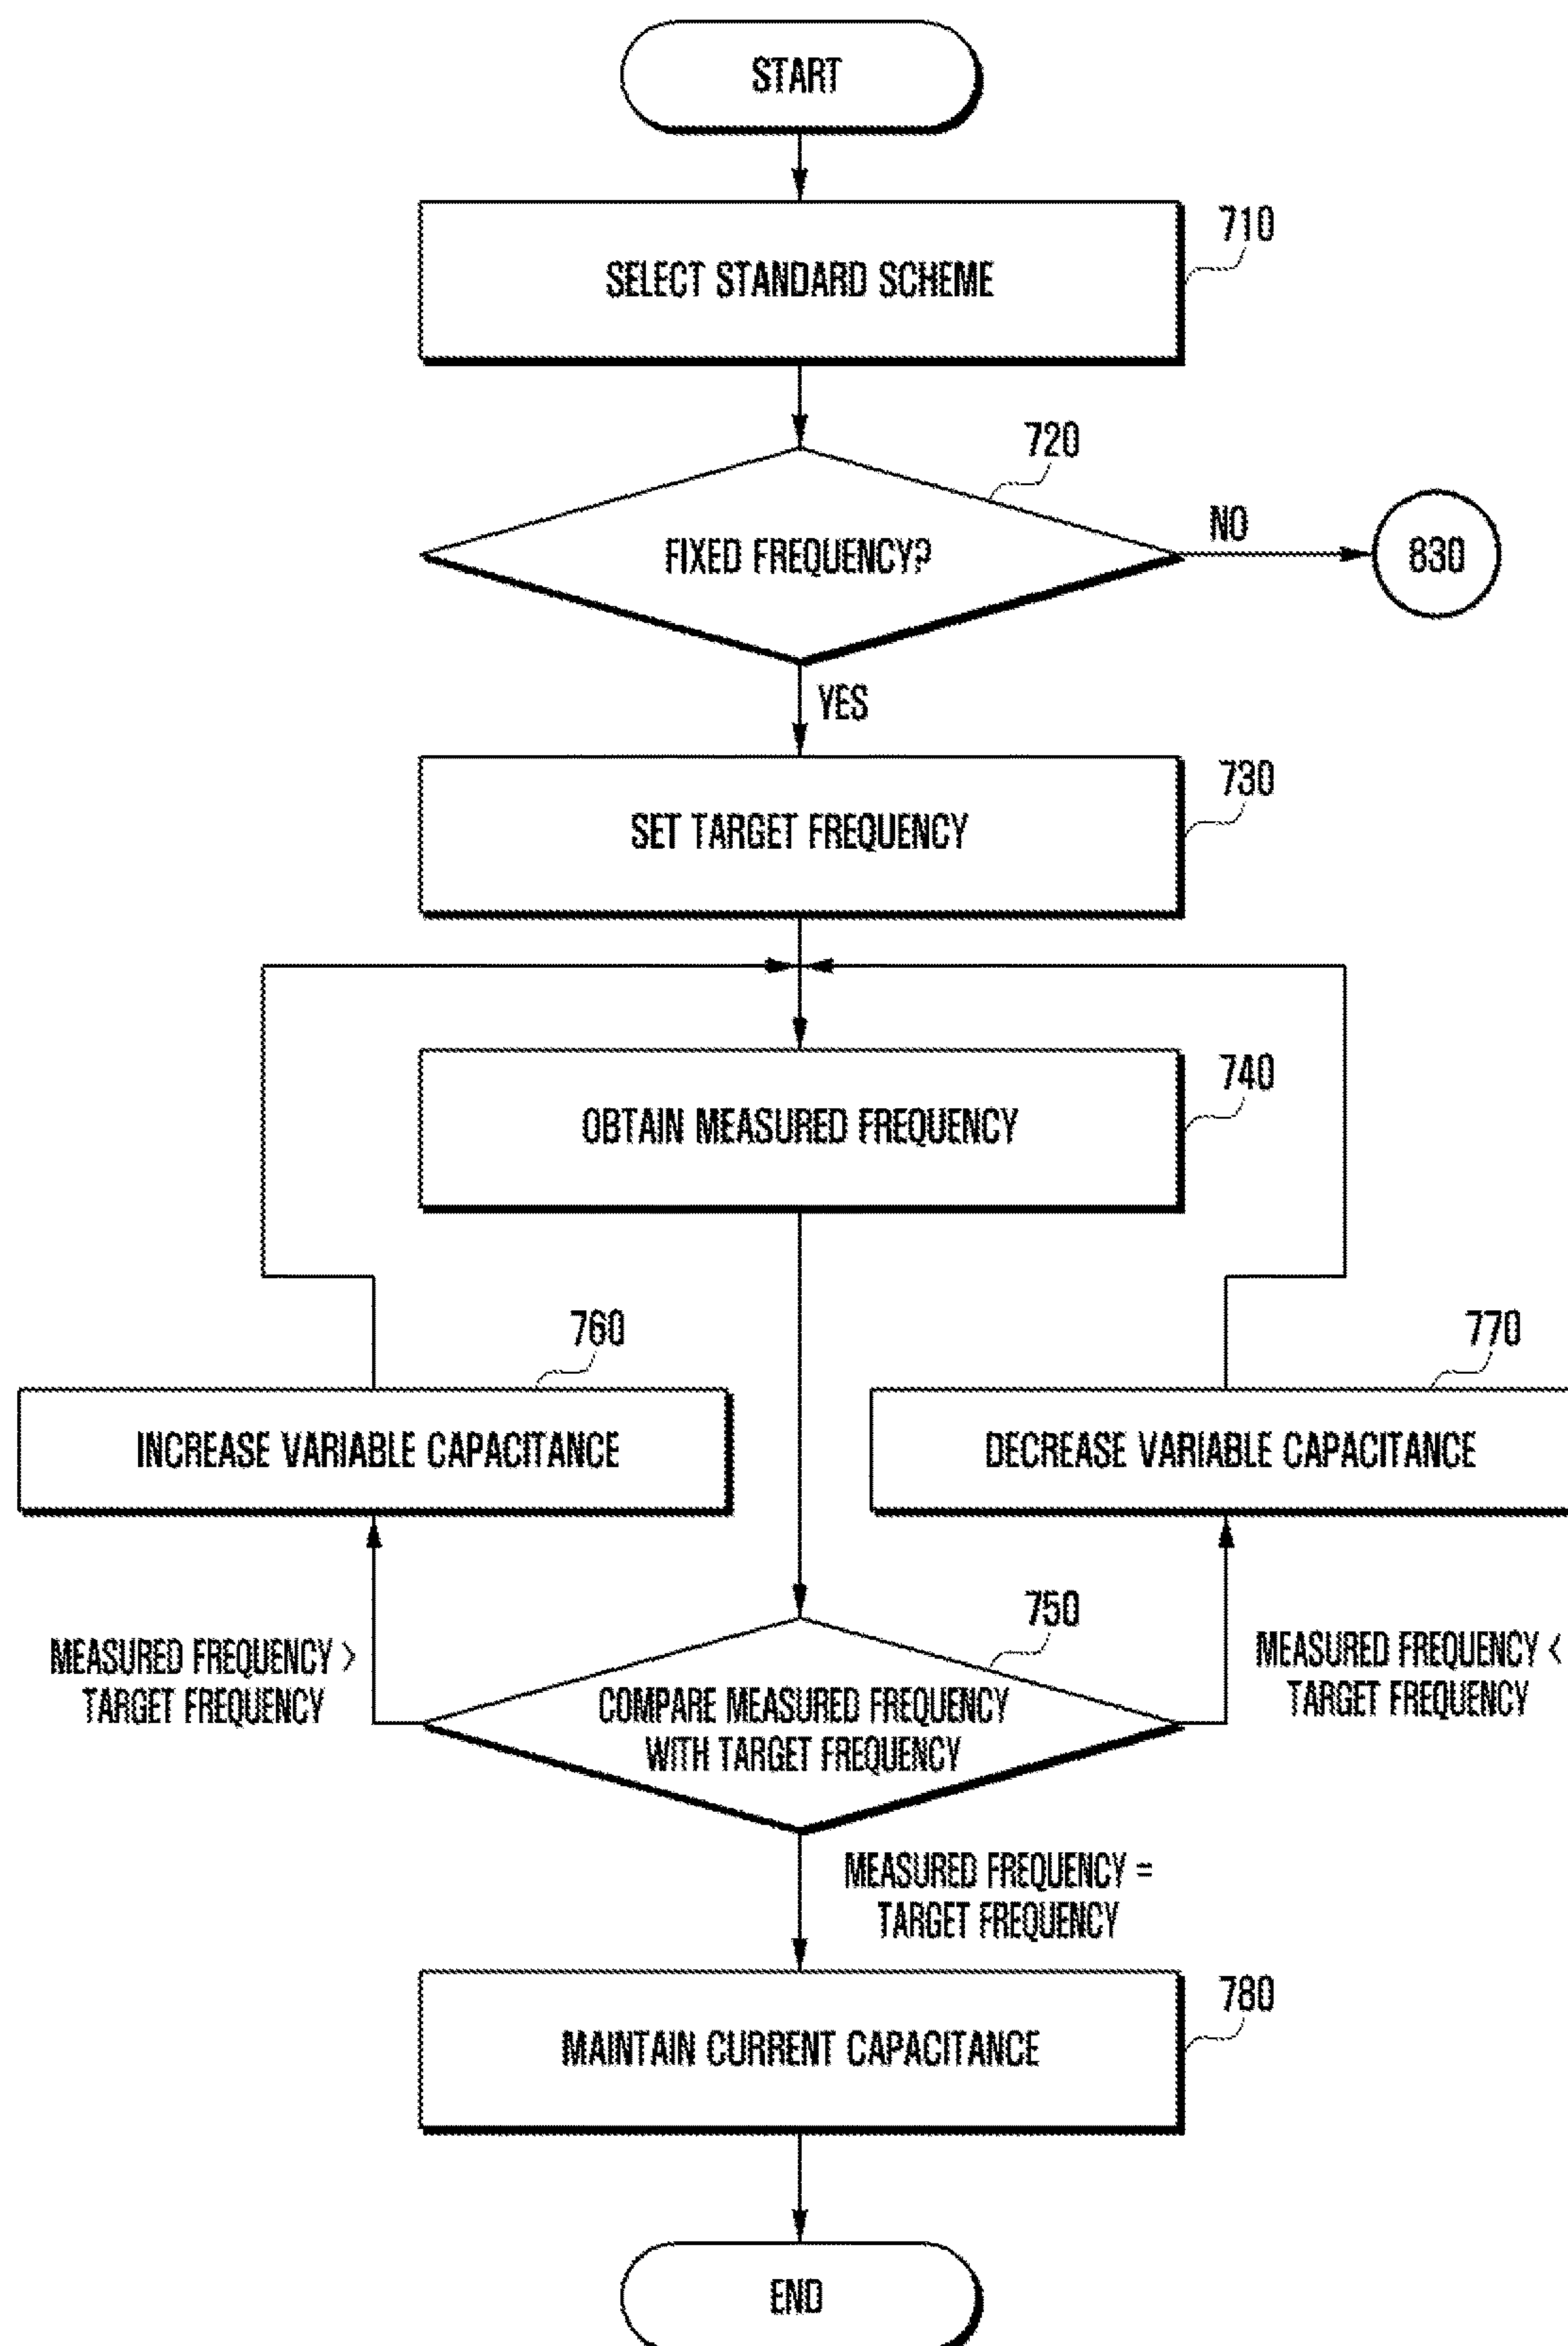 START
710
SELECT STANDARD SCHEME
720
FIXED FREQUENCY?
NO
830
YES
730
SET TARGET FREQUENCY
740
OBTAIN MEASURED FREQUENCY
760
770
INCREASE VARIABLE CAPACITANCE
DECREASE VARIABLE CAPACITANCE
750
MEASURED FREQUENCY >
TARGET FREQUENCY
MEASURED FREQUENCY <
TARGET FREQUENCY
COMPARE MEASURED FREQUENCY
WITH TARGET FREQUENCY
MEASURED FREQUENCY =
TARGET FREQUENCY
780
MAINTAIN CURRENT CAPACITANCE
END